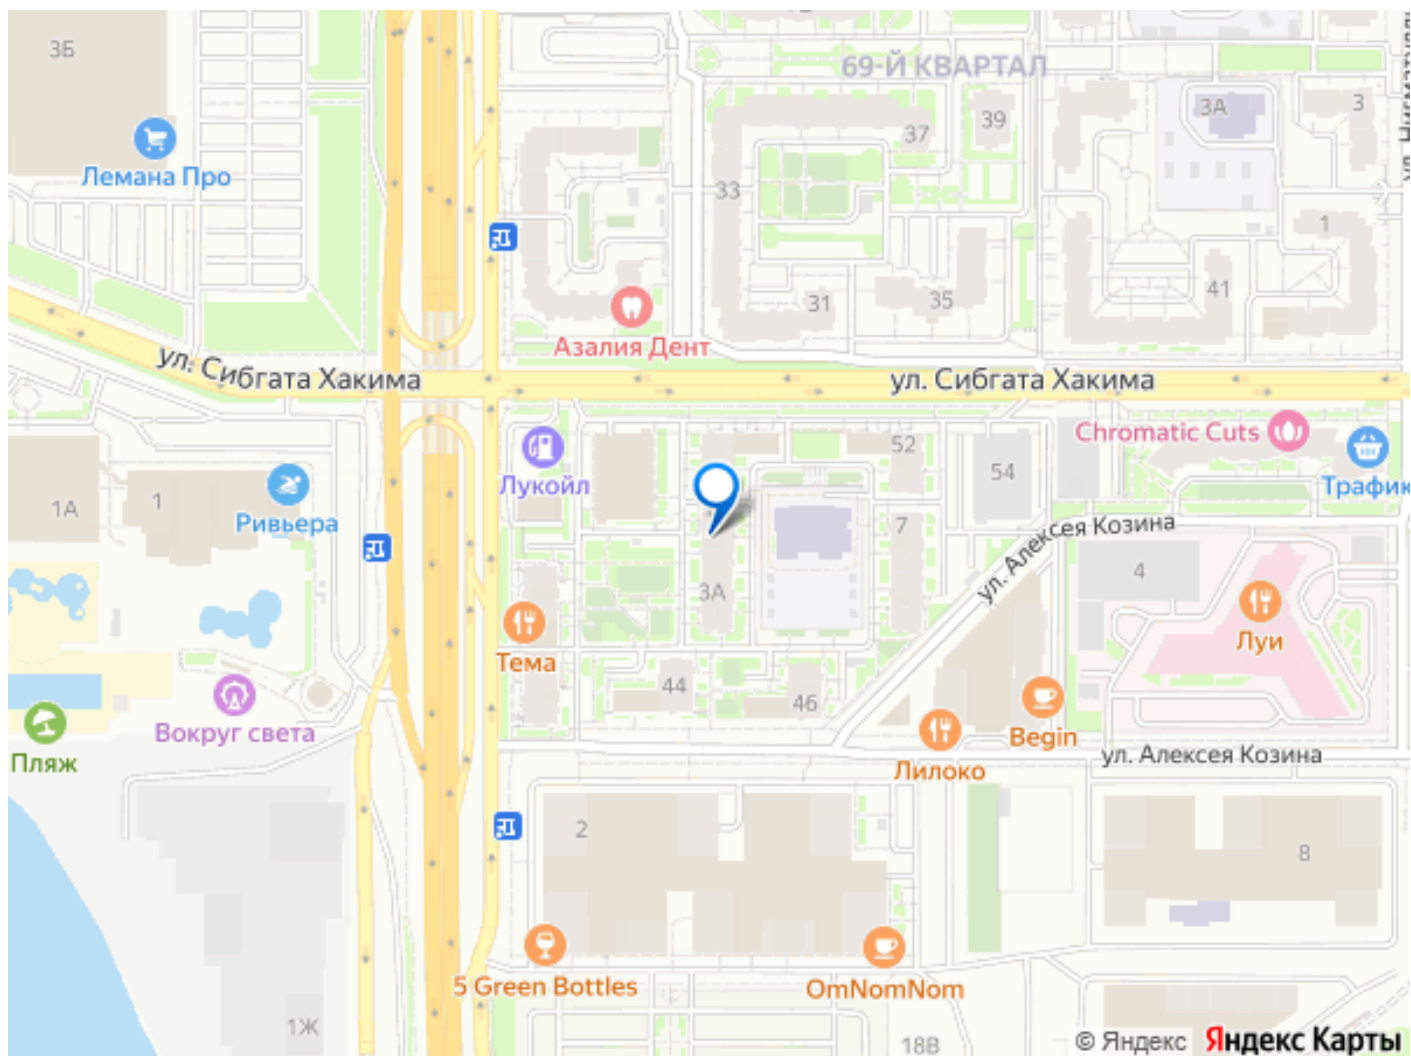 3Б
69-Й КВАРТАЛ
3А
3
37
39
Лемана Про
33
1
41
31
35
Азалия Дент
ул. Сибгата Хакима
ул. Сибгата Хакима
Chromatic Cuts
52
54
Лукойл
Трафик
1А
1
Ривьера
7
ул. Алексея Козина
4
3А
Луи
Тема
44
46
Вокруг света
Begin
Пляж
Лилоко
ул. Алексея Козина
2
8
5 Green Bottles
OmNomNom
1Ж
18В
© Яндекс Яндекс Карты